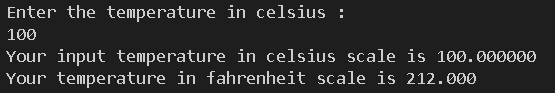 Enter the temperature in celsius :
100
Your input temperature in celsius scale is 100.000000
Your temperature in fahrenheit scale is 212.000